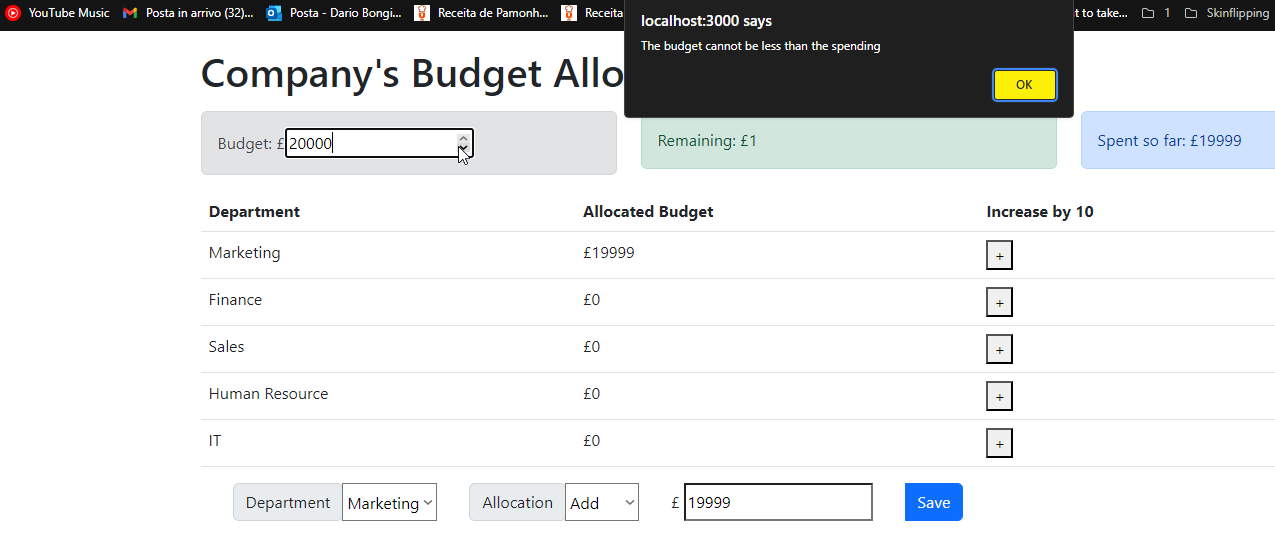 YouTube Music Posta in arrivo (32)... Posta - Dario Bongi... Receita de Pamonh... Receita t to take... 1 Skinflipping
localhost:3000 says
The budget cannot be less than the spending
OK
Company's Budget Allo
Budget: £ 20000 Remaining: £1 Spent so far: £19999
Department Allocated Budget Increase by 10
Marketing £19999 +
Finance £0 +
Sales £0 +
Human Resource £0 +
IT £0 +
Department Marketing Allocation Add £ 19999 Save